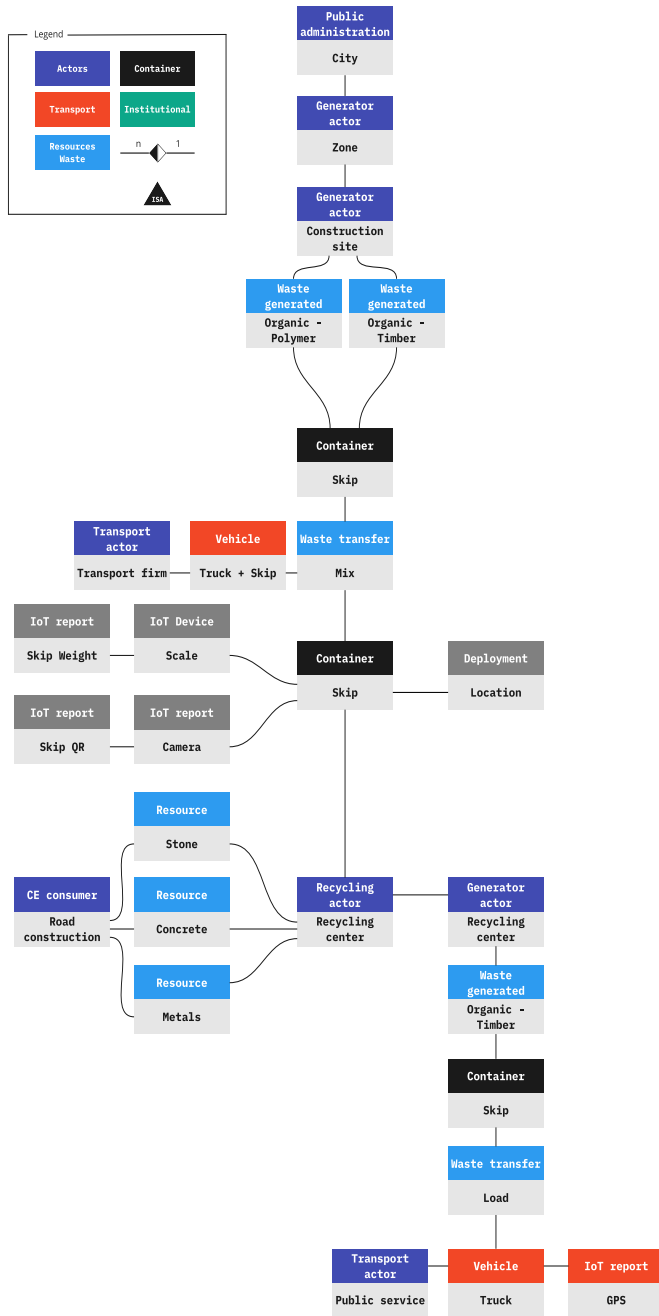 Legend
Actors
Container
Transport
Institutional
Resources
Waste
n
1
ISA
Public
administration
City
Generator
actor
Zone
Generator
actor
Construction
site
Waste
generated
Organic -
Polymer
Waste
generated
Organic -
Timber
Container
Skip
Transport
actor
Transport firm
Vehicle
Truck + Skip
Waste transfer
Mix
IoT report
Skip Weight
IoT Device
Scale
Container
Skip
Deployment
Location
IoT report
Skip QR
IoT report
Camera
Resource
Stone
CE consumer
Road
construction
Resource
Concrete
Recycling
actor
Recycling
center
Generator
actor
Recycling
center
Resource
Metals
Waste
generated
Organic -
Timber
Container
Skip
Waste transfer
Load
Transport
actor
Public service
Vehicle
Truck
IoT report
GPS